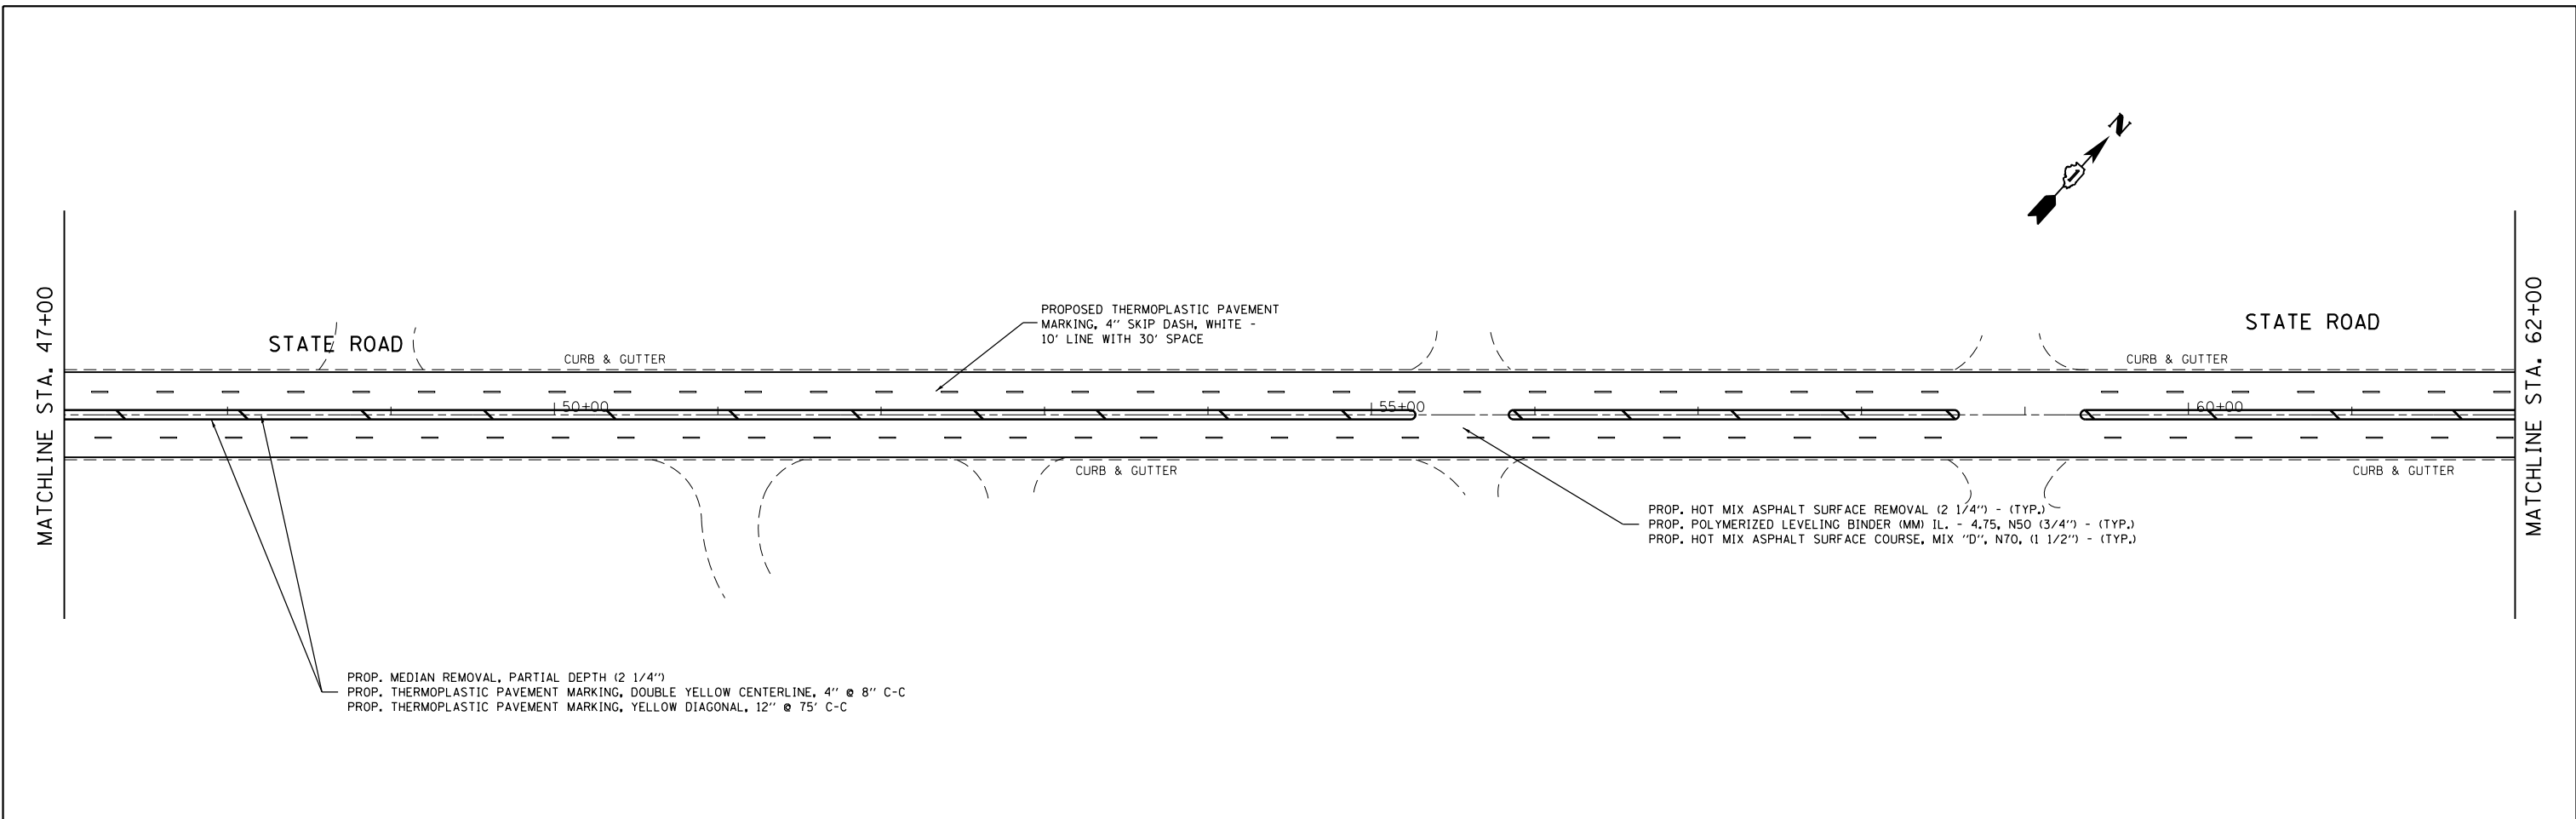 N
PROPOSED THERMOPLASTIC PAVEMENT
MARKING, 4" SKIP DASH, WHITE -
10' LINE WITH 30' SPACE
STATE ROAD
STATE ROAD
CURB & GUTTER
CURB & GUTTER
MATCHLINE STA. 47+00
50+00
55+00
60+00
MATCHLINE STA. 62+00
CURB & GUTTER
CURB & GUTTER
PROP. HOT MIX ASPHALT SURFACE REMOVAL (2 1/4") - (TYP.)
PROP. POLYMERIZED LEVELING BINDER (MM) IL. - 4.75, N50 (3/4") - (TYP.)
PROP. HOT MIX ASPHALT SURFACE COURSE, MIX "D", N70, (1 1/2") - (TYP.)
PROP. MEDIAN REMOVAL, PARTIAL DEPTH (2 1/4")
PROP. THERMOPLASTIC PAVEMENT MARKING, DOUBLE YELLOW CENTERLINE, 4" @ 8" C-C
PROP. THERMOPLASTIC PAVEMENT MARKING, YELLOW DIAGONAL, 12" @ 75' C-C